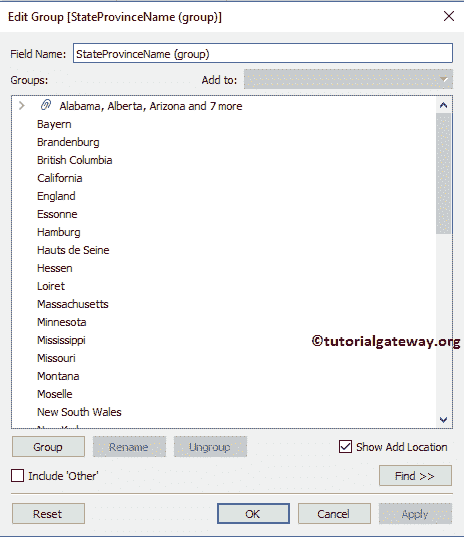 Edit Group [StateProvinceName (group)]
Field Name: StateProvinceName (group)
Groups: Add to:
Alabama, Alberta, Arizona and 7 more
Bayern
Brandenburg
British Columbia
California
England
Essonne
Hamburg
Hauts de Seine
Hessen
Loiret
Massachusetts
Minnesota
Mississippi
©tutorialgateway.org
Missouri
Montana
Moselle
New South Wales
Group Rename Ungroup Show Add Location
Include 'Other' Find >>
Reset OK Cancel Apply